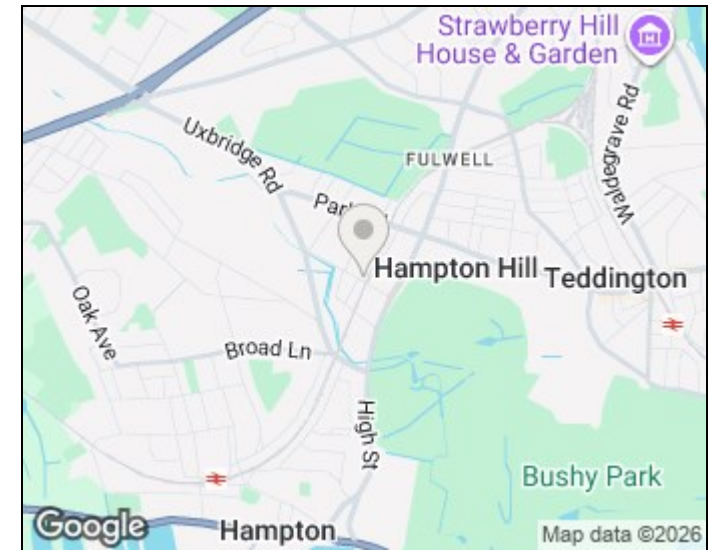 Strawberry Hill
House & Garden
Uxbridge Rd
FULWELL
Waldegrave Rd
Hampton Hill
Teddington
Oak Ave
Broad Ln
High St
Bushy Park
Google
Hampton
Map data ©2026